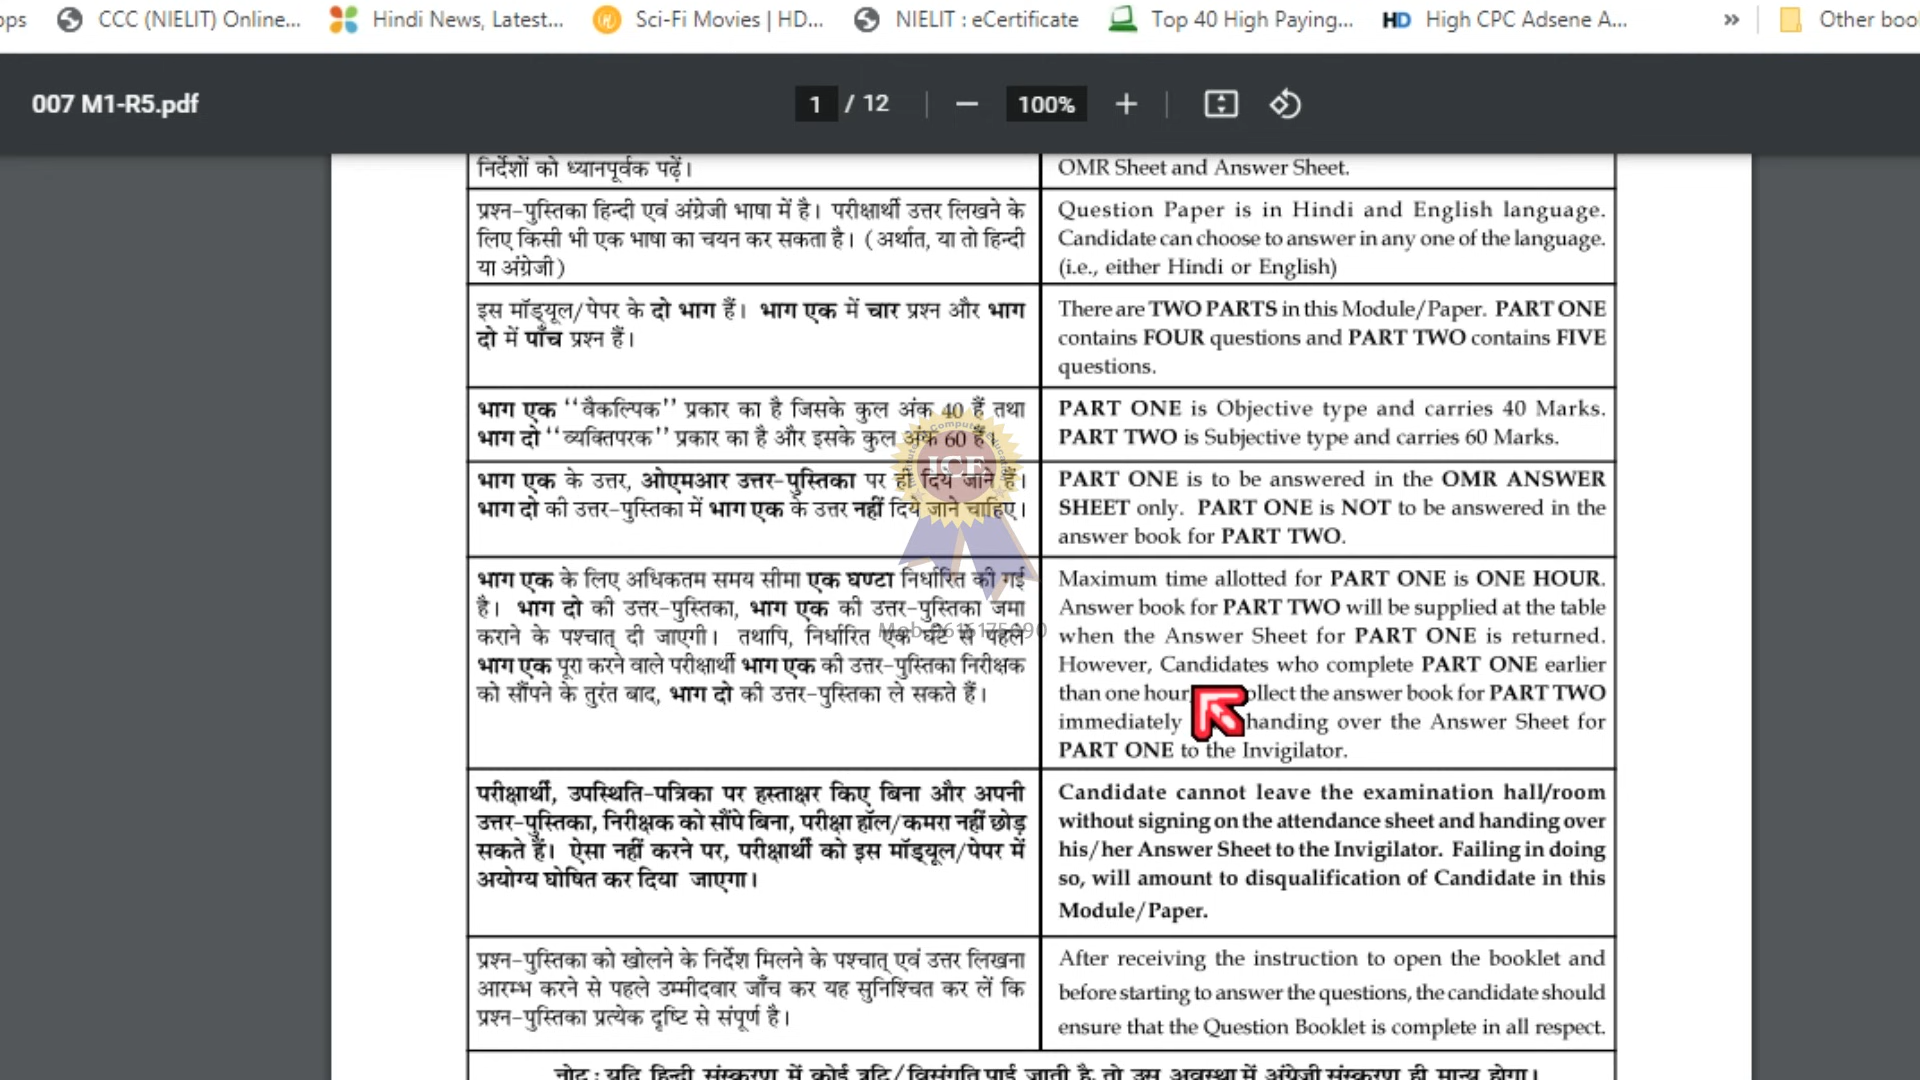 ps CCC (NIELIT) Online... Hindi News, Latest... Sci-Fi Movies | HD... NIELIT : eCertificate Top 40 High Paying... HD High CPC Adsene A... » Other boo
007 M1-R5.pdf 1 / 12 — 100% +
निर्देशों को ध्यानपूर्वक पढ़ें।
OMR Sheet and Answer Sheet.
प्रश्न-पुस्तिका हिन्दी एवं अंग्रेजी भाषा में है। परीक्षार्थी उत्तर लिखने के
लिए किसी भी एक भाषा का चयन कर सकता है। (अर्थात, या तो हिन्दी
या अंग्रेजी)
Question Paper is in Hindi and English language.
Candidate can choose to answer in any one of the language.
(i.e., either Hindi or English)
इस मॉड्यूल/पेपर के दो भाग हैं। भाग एक में चार प्रश्न और भाग
दो में पाँच प्रश्न हैं।
There are TWO PARTS in this Module/Paper. PART ONE
contains FOUR questions and PART TWO contains FIVE
questions.
भाग एक ‘‘वैकल्पिक’’ प्रकार का है जिसके कुल अंक 40 हैं तथा
भाग दो ‘‘व्यक्तिपरक’’ प्रकार का है और इसके कुल अंक 60 हैं
PART ONE is Objective type and carries 40 Marks.
PART TWO is Subjective type and carries 60 Marks.
भाग एक के उत्तर, ओएमआर उत्तर-पुस्तिका पर ही दिये जाने हैं।
भाग दो की उत्तर-पुस्तिका में भाग एक के उत्तर नहीं दिये जाने चाहिए।
PART ONE is to be answered in the OMR ANSWER
SHEET only. PART ONE is NOT to be answered in the
answer book for PART TWO.
भाग एक के लिए अधिकतम समय सीमा एक घण्टा निर्धारित की गई
है। भाग दो की उत्तर-पुस्तिका, भाग एक की उत्तर-पुस्तिका जमा
कराने के पश्चात् दी जाएगी। तथापि, निर्धारित एक घंटे से पहले
भाग एक पूरा करने वाले परीक्षार्थी भाग एक की उत्तर-पुस्तिका निरीक्षक
को सौंपने के तुरंत बाद, भाग दो की उत्तर-पुस्तिका ले सकते हैं।
Maximum time allotted for PART ONE is ONE HOUR.
Answer book for PART TWO will be supplied at the table
when the Answer Sheet for PART ONE is returned.
However, Candidates who complete PART ONE earlier
than one hour ollect the answer book for PART TWO
immediately handing over the Answer Sheet for
PART ONE to the Invigilator.
परीक्षार्थी, उपस्थिति-पत्रिका पर हस्ताक्षर किए बिना और अपनी
उत्तर-पुस्तिका, निरीक्षक को सौंपे बिना, परीक्षा हॉल/कमरा नहीं छोड़
सकते हैं। ऐसा नहीं करने पर, परीक्षार्थी को इस मॉड्यूल/पेपर में
अयोग्य घोषित कर दिया जाएगा।
Candidate cannot leave the examination hall/room
without signing on the attendance sheet and handing over
his/her Answer Sheet to the Invigilator. Failing in doing
so, will amount to disqualification of Candidate in this
Module/Paper.
प्रश्न-पुस्तिका को खोलने के निर्देश मिलने के पश्चात् एवं उत्तर लिखना
आरम्भ करने से पहले उम्मीदवार जाँच कर यह सुनिश्चित कर लें कि
प्रश्न-पुस्तिका प्रत्येक दृष्टि से संपूर्ण है।
After receiving the instruction to open the booklet and
before starting to answer the questions, the candidate should
ensure that the Question Booklet is complete in all respect.
नोट : यदि हिन्दी संस्करण में कोई त्रुटि/विसंगति पाई जाती है, तो उस अवस्था में अंग्रेजी संस्करण ही मान्य होगा।
ICE